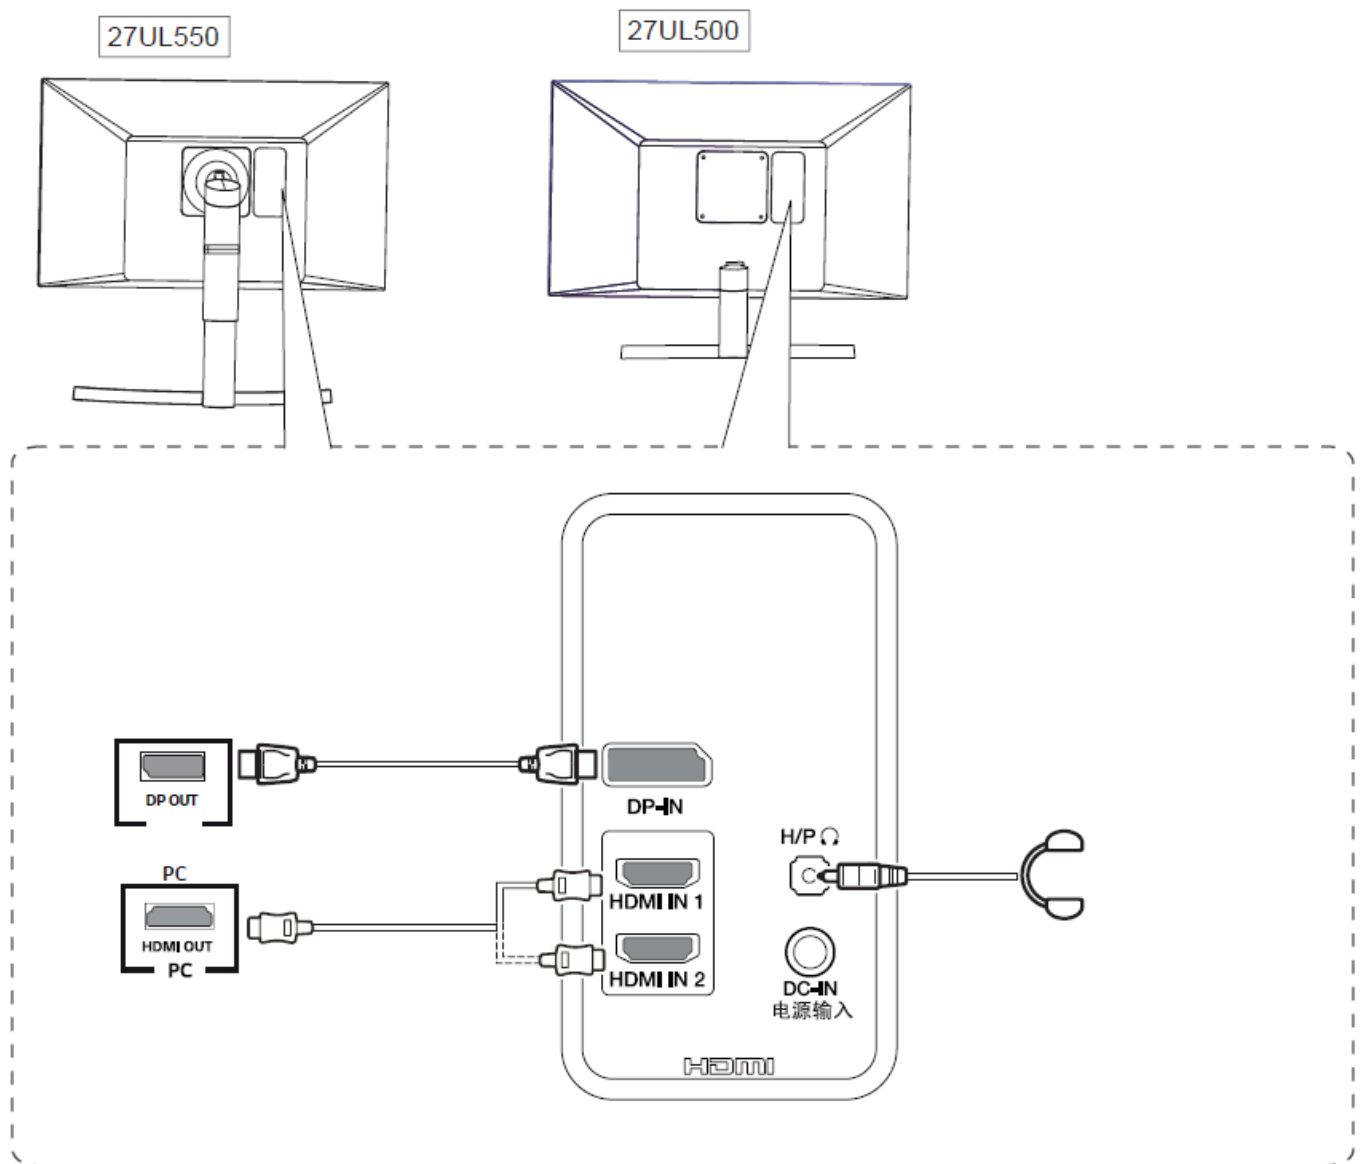 27UL550
27UL500
DP OUT
PC
HDMI OUT
PC
DP-IN
HDMI IN 1
HDMI IN 2
H/P
DC-IN
电源输入
HDMI